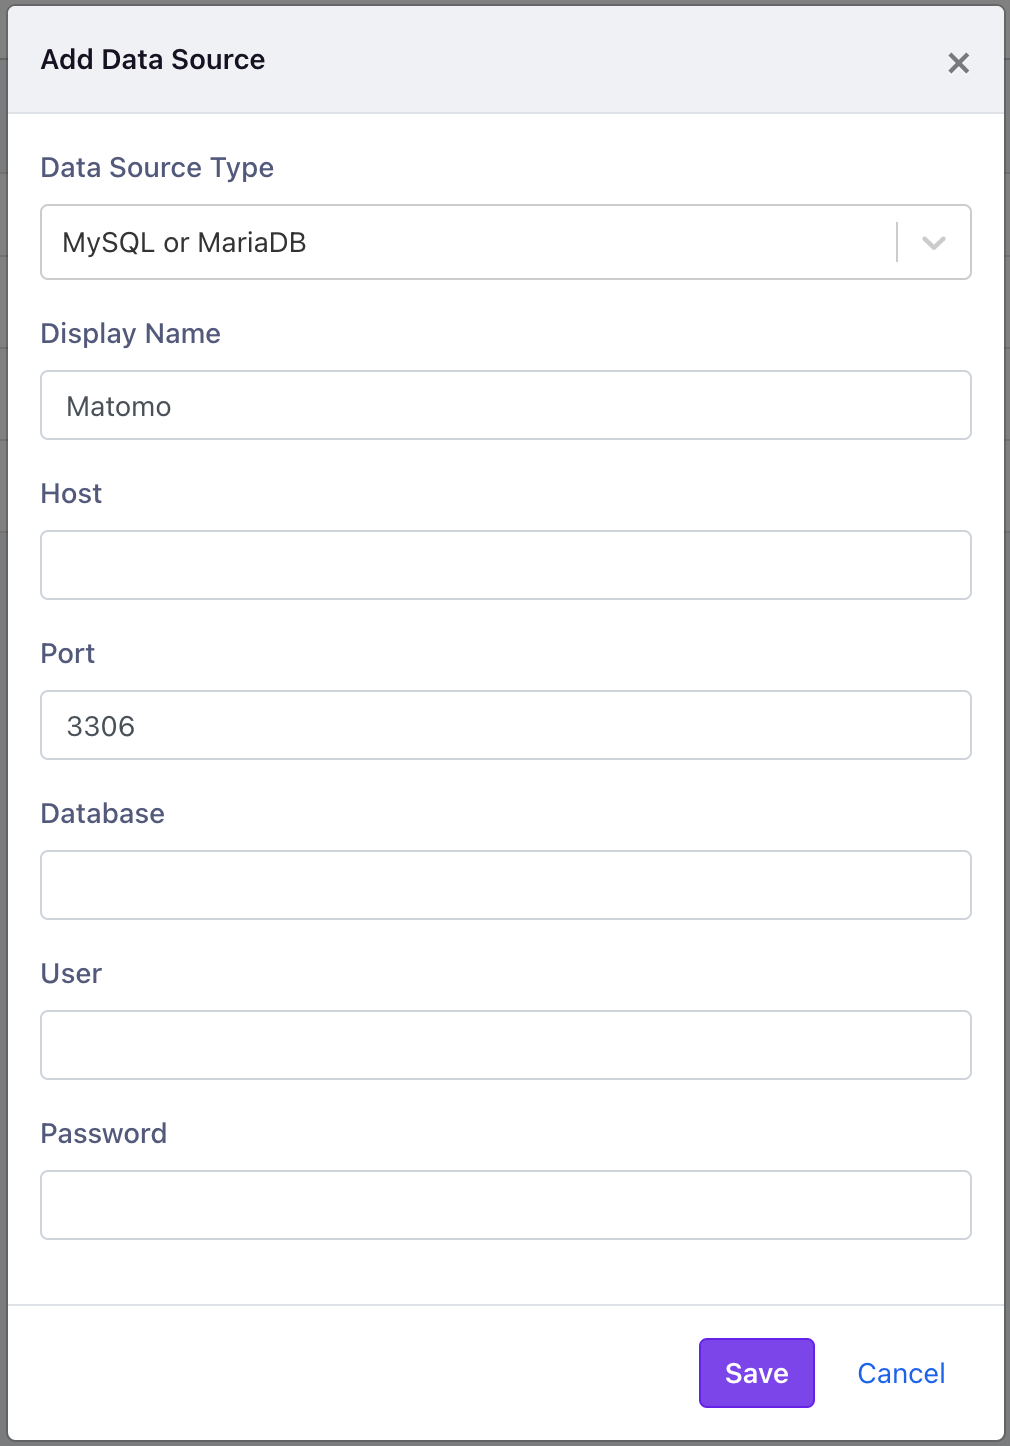 Add Data Source
Data Source Type
MySQL or MariaDB
Display Name
Matomo
Host
Port
3306
Database
User
Password
Save
Cancel